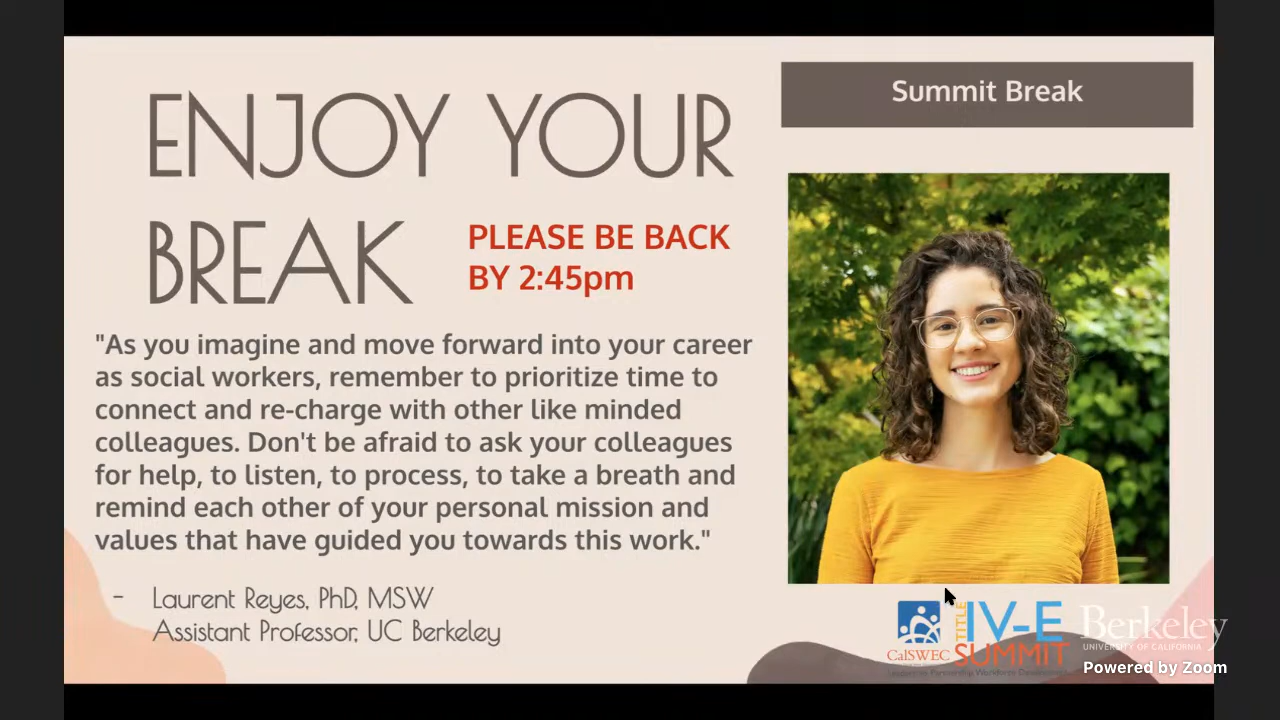 ENJOY YOUR
BREAK
PLEASE BE BACK
BY 2:45pm
"As you imagine and move forward into your career
as social workers, remember to prioritize time to
connect and re-charge with other like minded
colleagues. Don't be afraid to ask your colleagues
for help, to listen, to process, to take a breath and
remind each other of your personal mission and
values that have guided you towards this work."
- Laurent Reyes, PhD, MSW
Assistant Professor, UC Berkeley
Summit Break
CalSWEC
TITLE
IV-E
SUMMIT
Berkeley
UNIVERSITY OF CALIFORNIA
Powered by Zoom